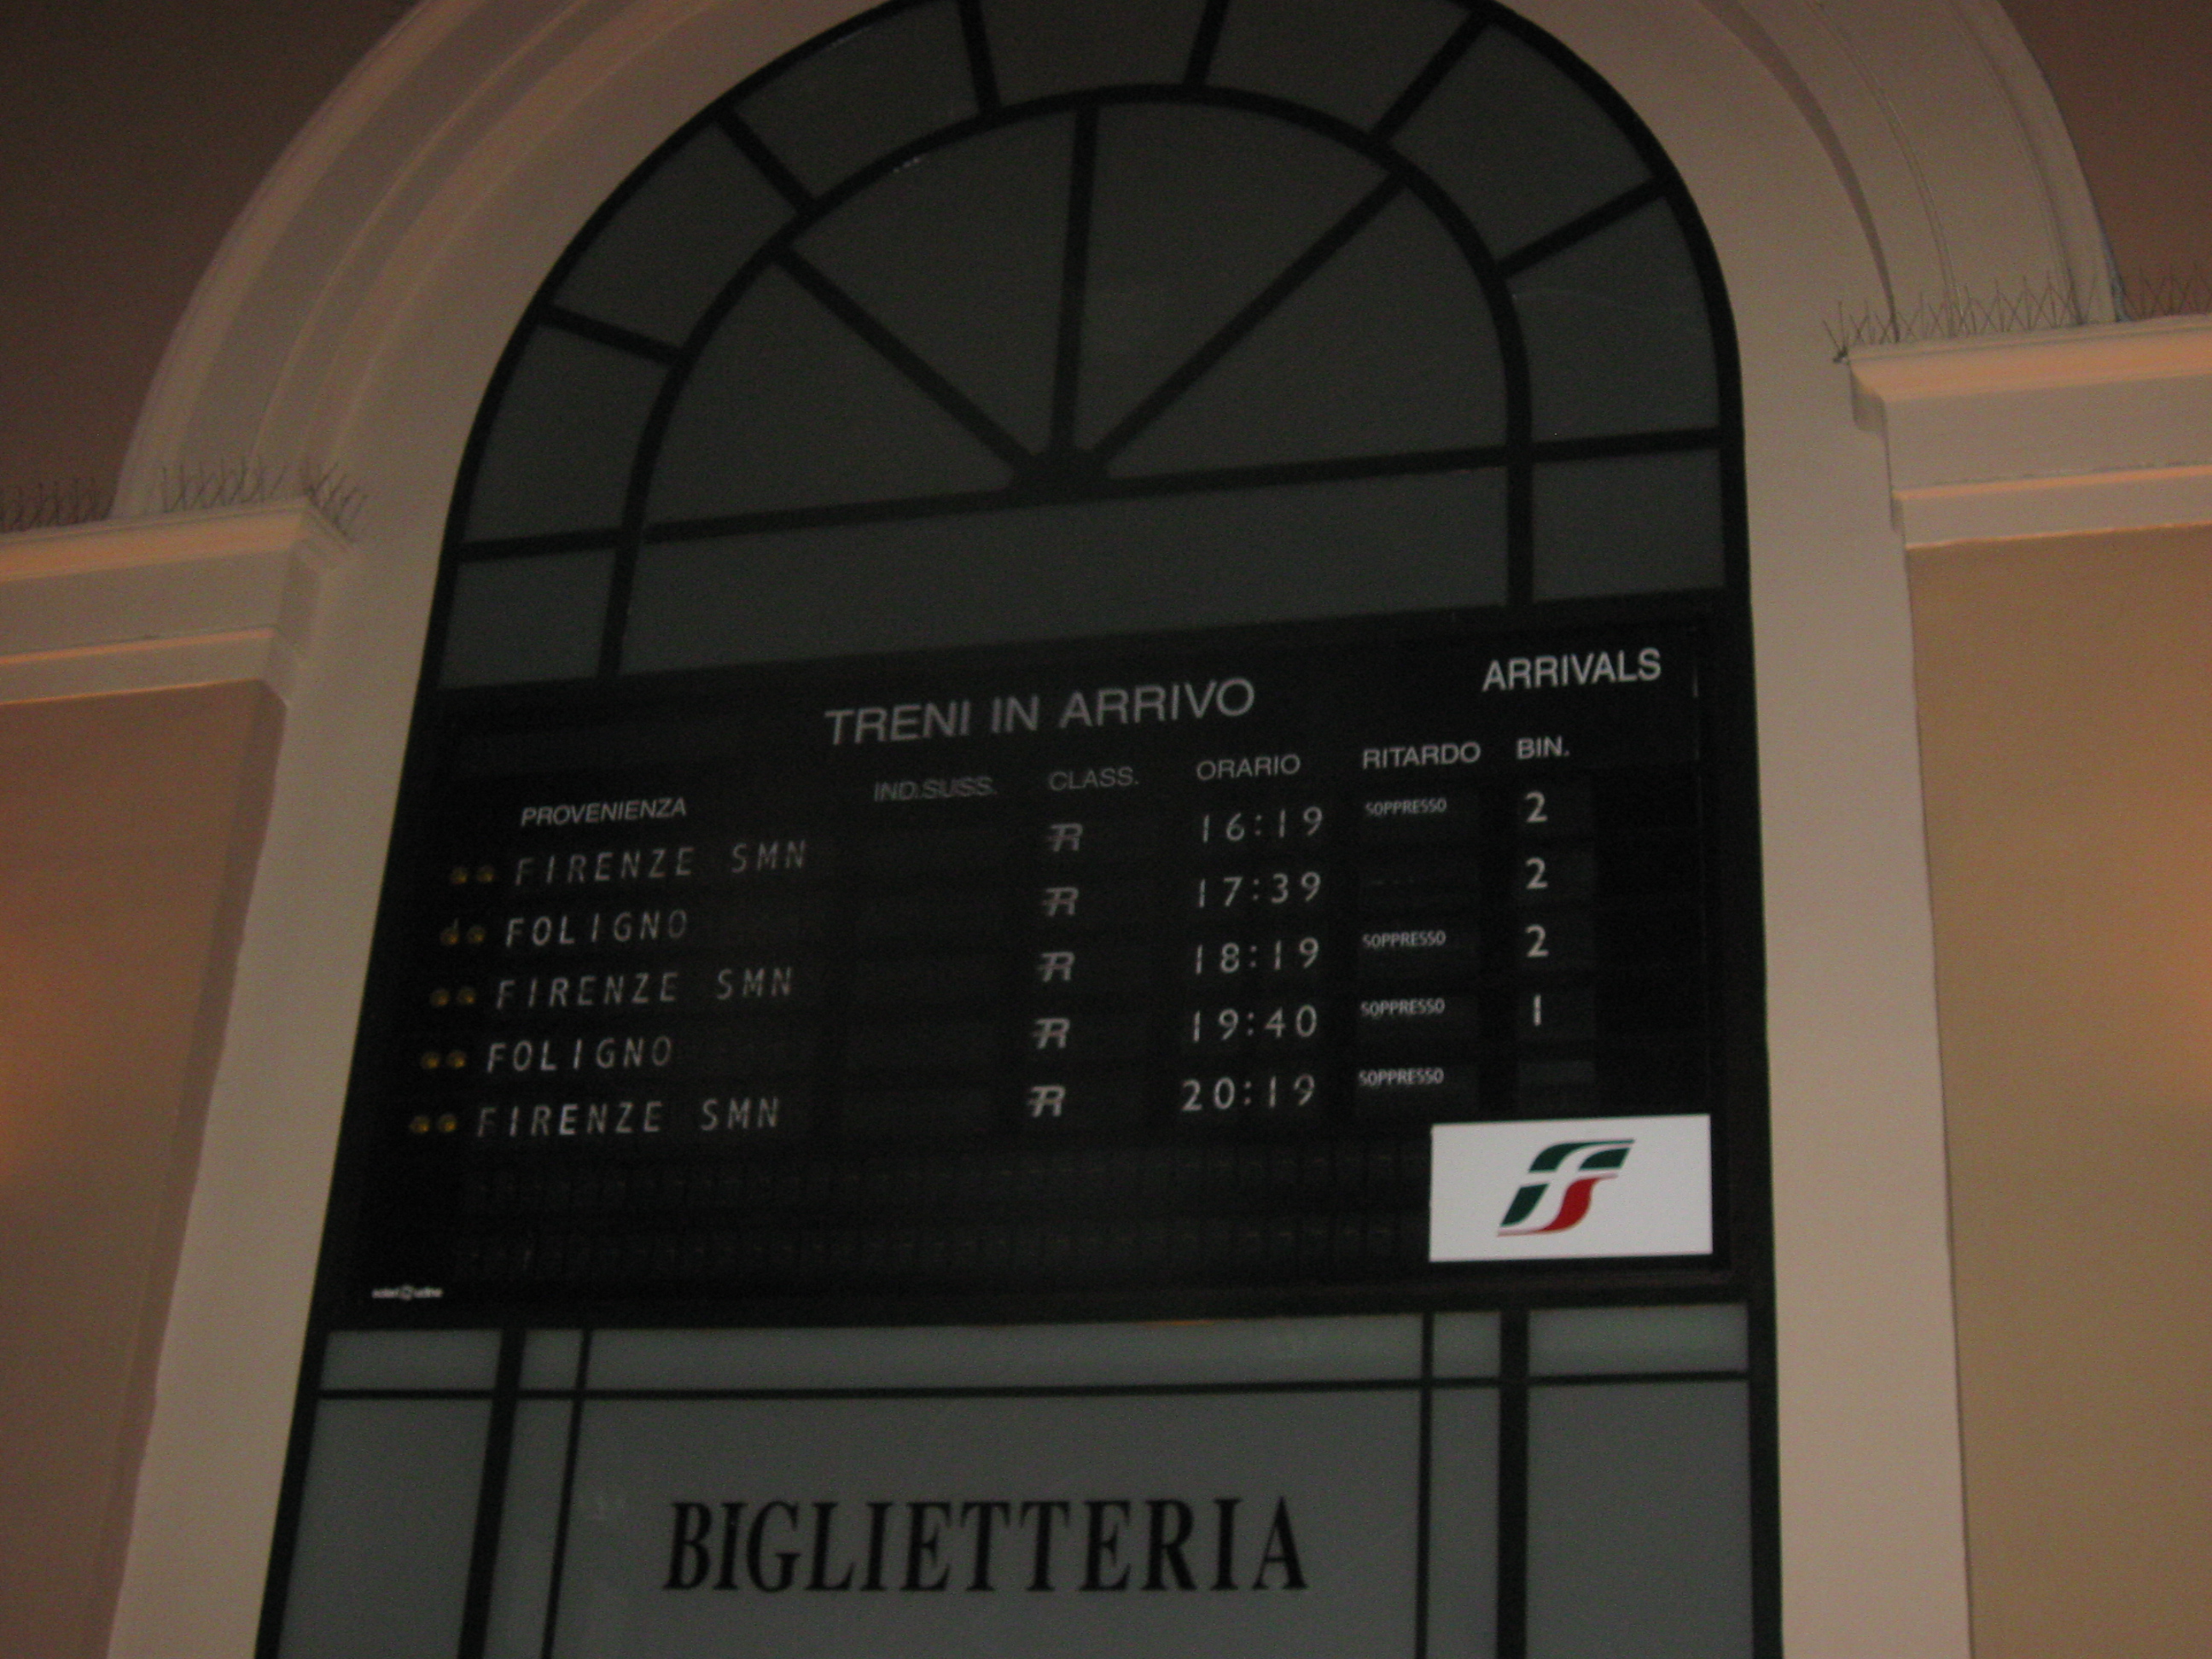 TRENI IN ARRIVO ARRIVALS
PROVENIENZA IND.SUSS. CLASS. ORARIO RITARDO BIN.
FIRENZE SMN R 16:19 SOPPRESSO 2
FOLIGNO R 17:39 2
FIRENZE SMN R 18:19 SOPPRESSO 2
FOLIGNO R 19:40 SOPPRESSO 1
FIRENZE SMN R 20:19 SOPPRESSO
solari udine
BIGLIETTERIA